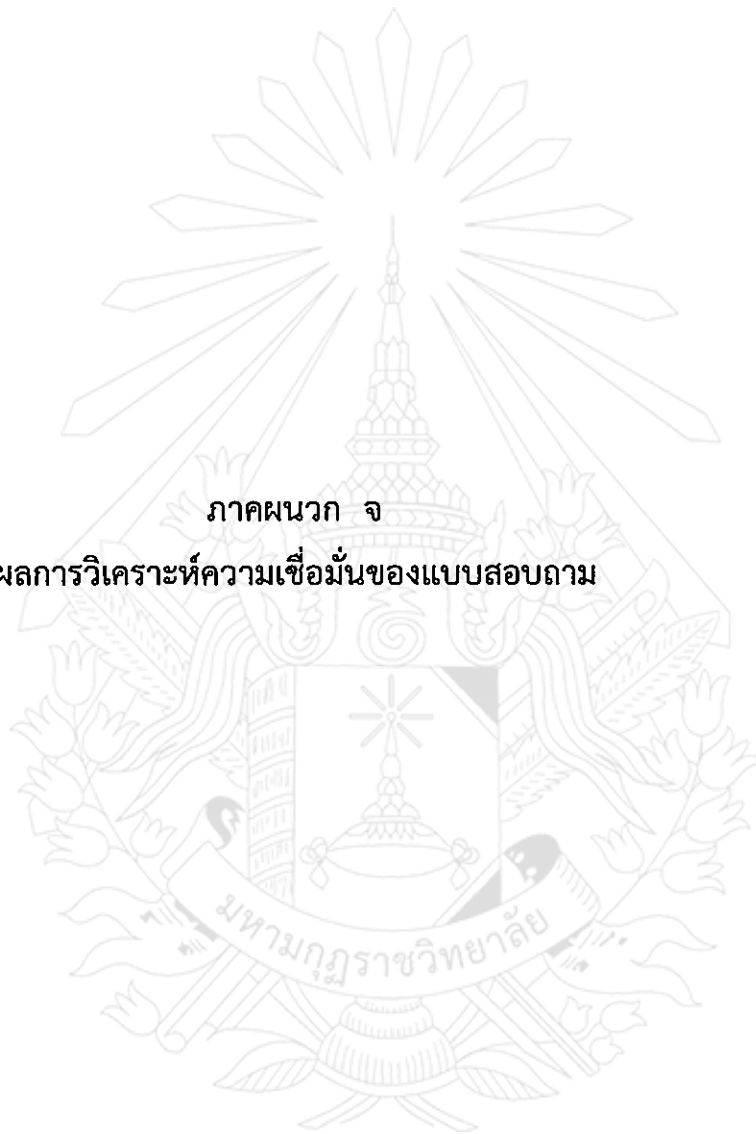 ภาคผนวก จ
ผลการวิเคราะห์ความเชื่อมั่นของแบบสอบถาม
มหามกุฏราชวิทยาลัย